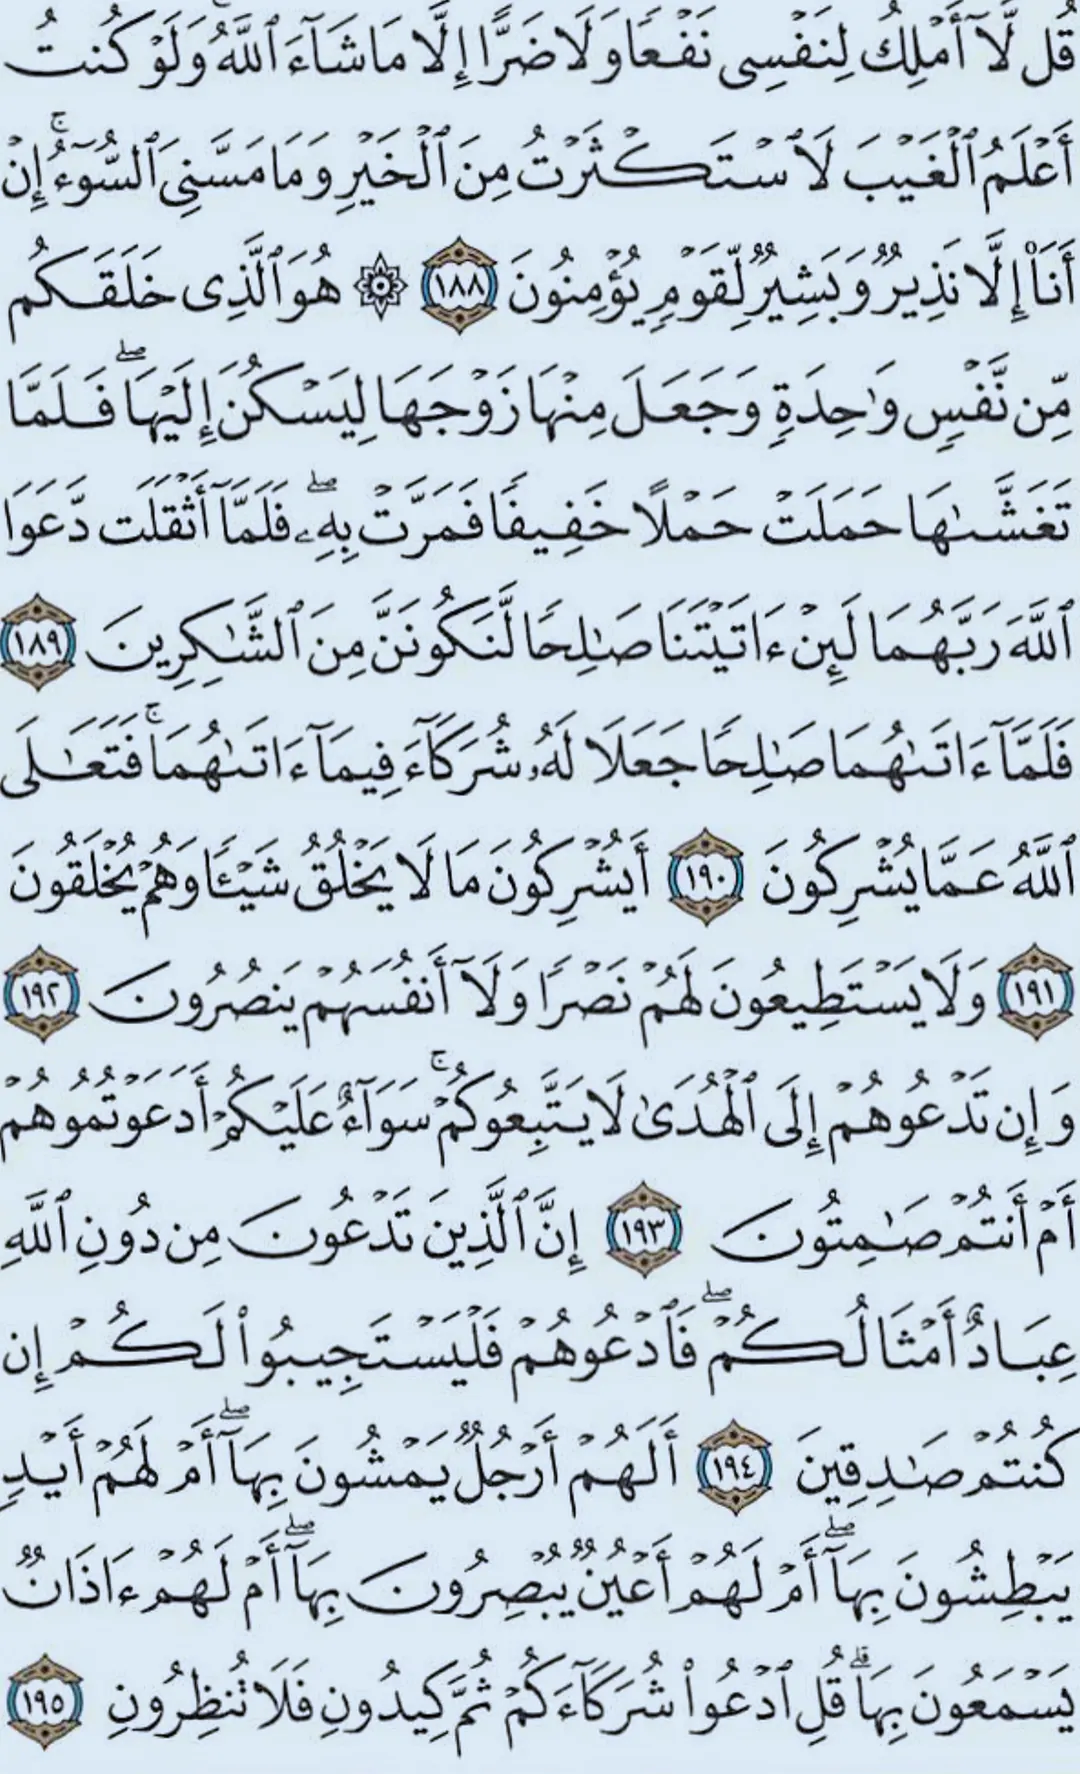 قُل لَّآ أَمْلِكُ لِنَفْسِى نَفْعًا وَلَا ضَرًّا إِلَّا مَا شَآءَ ٱللَّهُ وَلَوْ كُنتُ
أَعْلَمُ ٱلْغَيْبَ لَٱسْتَكْثَرْتُ مِنَ ٱلْخَيْرِ وَمَا مَسَّنِىَ ٱلسُّوٓءُ ۚ إِنْ
أَنَا۠ إِلَّا نَذِيرٌ وَبَشِيرٌ لِّقَوْمٍ يُؤْمِنُونَ ١٨٨ ۞ هُوَ ٱلَّذِى خَلَقَكُم
مِّن نَّفْسٍ وَٰحِدَةٍ وَجَعَلَ مِنْهَا زَوْجَهَا لِيَسْكُنَ إِلَيْهَا ۖ فَلَمَّا
تَغَشَّىٰهَا حَمَلَتْ حَمْلًا خَفِيفًا فَمَرَّتْ بِهِۦ ۖ فَلَمَّآ أَثْقَلَت دَّعَوَا
ٱللَّهَ رَبَّهُمَا لَئِنْ ءَاتَيْتَنَا صَٰلِحًا لَّنَكُونَنَّ مِنَ ٱلشَّٰكِرِينَ ١٨٩
فَلَمَّآ ءَاتَىٰهُمَا صَٰلِحًا جَعَلَا لَهُۥ شُرَكَآءَ فِيمَآ ءَاتَىٰهُمَا ۚ فَتَعَٰلَى
ٱللَّهُ عَمَّا يُشْرِكُونَ ١٩٠ أَيُشْرِكُونَ مَا لَا يَخْلُقُ شَيْـًٔا وَهُمْ يُخْلَقُونَ
١٩١ وَلَا يَسْتَطِيعُونَ لَهُمْ نَصْرًا وَلَآ أَنفُسَهُمْ يَنصُرُونَ ١٩٢
وَإِن تَدْعُوهُمْ إِلَى ٱلْهُدَىٰ لَا يَتَّبِعُوكُمْ ۚ سَوَآءٌ عَلَيْكُمْ أَدَعَوْتُمُوهُمْ
أَمْ أَنتُمْ صَٰمِتُونَ ١٩٣ إِنَّ ٱلَّذِينَ تَدْعُونَ مِن دُونِ ٱللَّهِ
عِبَادٌ أَمْثَالُكُمْ ۖ فَٱدْعُوهُمْ فَلْيَسْتَجِيبُوا۟ لَكُمْ إِن
كُنتُمْ صَٰدِقِينَ ١٩٤ أَلَهُمْ أَرْجُلٌ يَمْشُونَ بِهَآ ۖ أَمْ لَهُمْ أَيْدٍ
يَبْطِشُونَ بِهَآ ۖ أَمْ لَهُمْ أَعْيُنٌ يُبْصِرُونَ بِهَآ ۖ أَمْ لَهُمْ ءَاذَانٌ
يَسْمَعُونَ بِهَا ۗ قُلِ ٱدْعُوا۟ شُرَكَآءَكُمْ ثُمَّ كِيدُونِ فَلَا تُنظِرُونِ ١٩٥